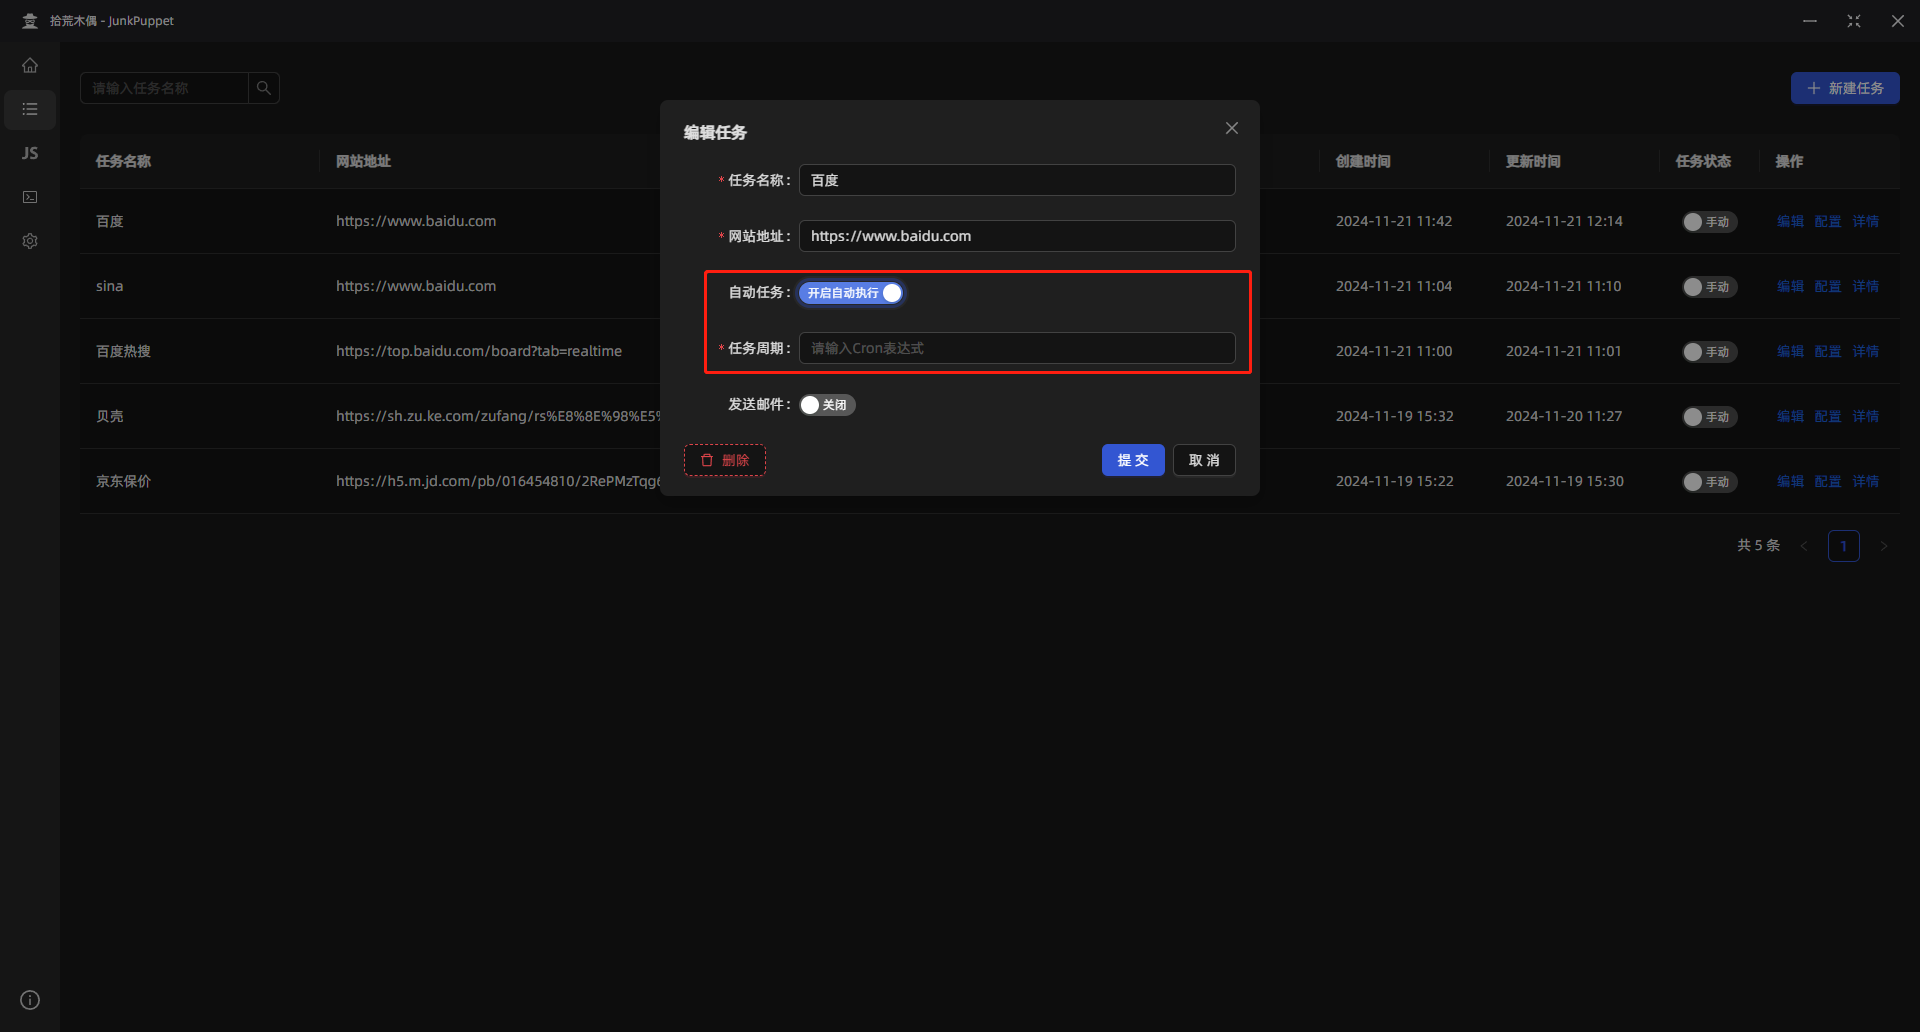 拾荒木偶 - JunkPuppet
请输入任务名称
新建任务
JS
任务名称 网站地址 创建时间 更新时间 任务状态 操作
百度 https://www.baidu.com 2024-11-21 11:42 2024-11-21 12:14 手动 编辑 配置 详情
sina https://www.baidu.com 2024-11-21 11:04 2024-11-21 11:10 手动 编辑 配置 详情
百度热搜 https://top.baidu.com/board?tab=realtime 2024-11-21 11:00 2024-11-21 11:01 手动 编辑 配置 详情
贝壳 https://sh.zu.ke.com/zufang/rs%E8%8E%98%E5% 2024-11-19 15:32 2024-11-20 11:27 手动 编辑 配置 详情
京东保价 https://h5.m.jd.com/pb/016454810/2RePMzTqg6 2024-11-19 15:22 2024-11-19 15:30 手动 编辑 配置 详情
共 5 条 < 1 >
编辑任务
* 任务名称 : 百度
* 网站地址 : https://www.baidu.com
自动任务 : 开启自动执行
* 任务周期 : 请输入Cron表达式
发送邮件 : 关闭
删除 提 交 取 消